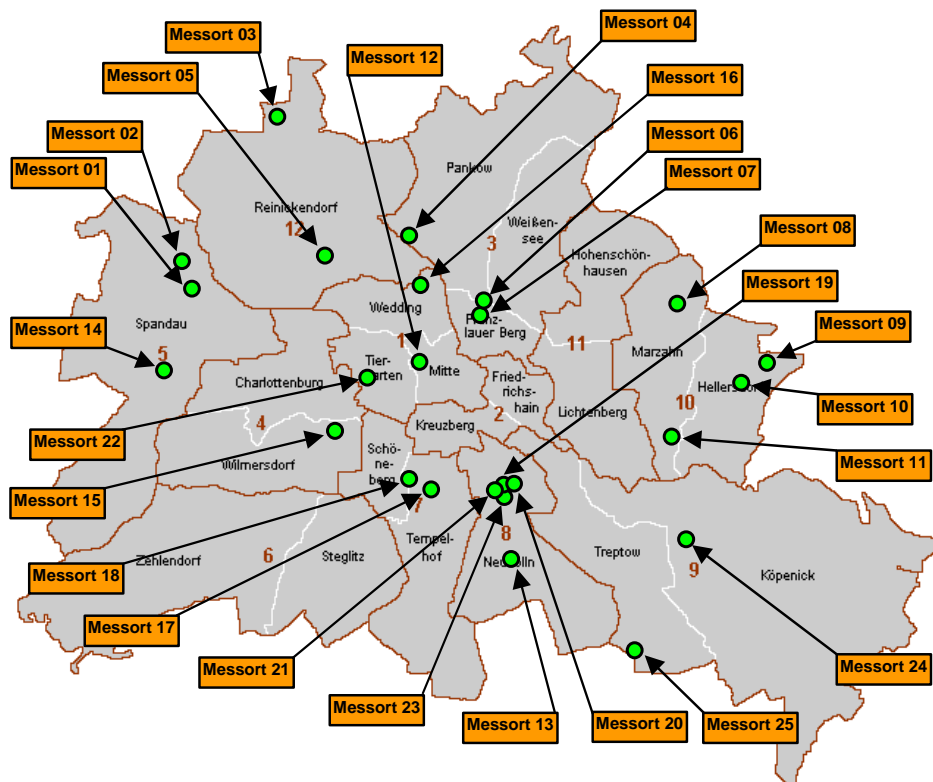 Messort 03
Messort 04
Messort 12
Messort 05
Messort 16
Messort 02
Messort 06
Messort 01
Messort 07
Pankow
Reinickendorf
12
Weißen-
see
3
Hohenschön-
hausen
Messort 08
Messort 19
Wedding
Spandau
Prenz-
lauer Berg
Messort 14
1
11
Marzahn
Messort 09
5
Tier-
garten
Mitte
Charlottenburg
Friedrichs-
hain
Hellersdorf
10
Messort 10
2
Lichtenberg
Kreuzberg
4
Messort 22
Schö-
ne-
berg
Wilmersdorf
Messort 11
Messort 15
7
8
6
Zehlendorf
Steglitz
Tempel-
hof
Neukölln
Treptow
9
Köpenick
Messort 18
Messort 17
Messort 21
Messort 24
Messort 23
Messort 13
Messort 20
Messort 25